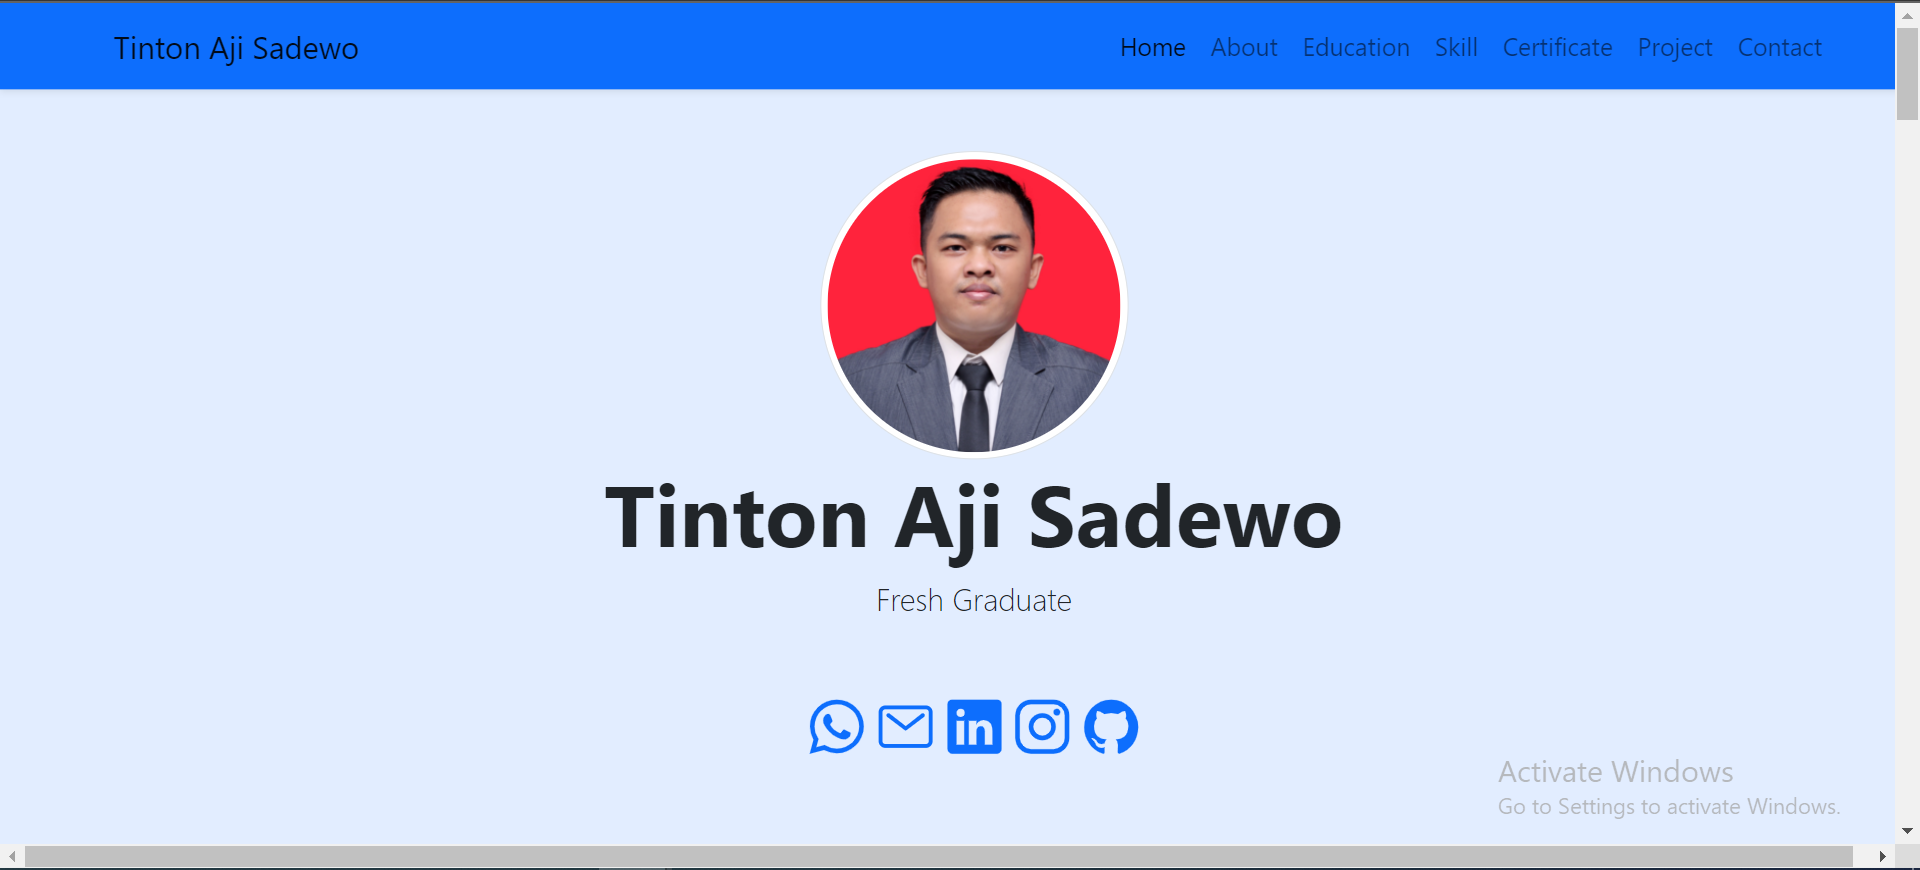 Tinton Aji Sadewo
Home About Education Skill Certificate Project Contact
Tinton Aji Sadewo
Fresh Graduate
in
Activate Windows
Go to Settings to activate Windows.